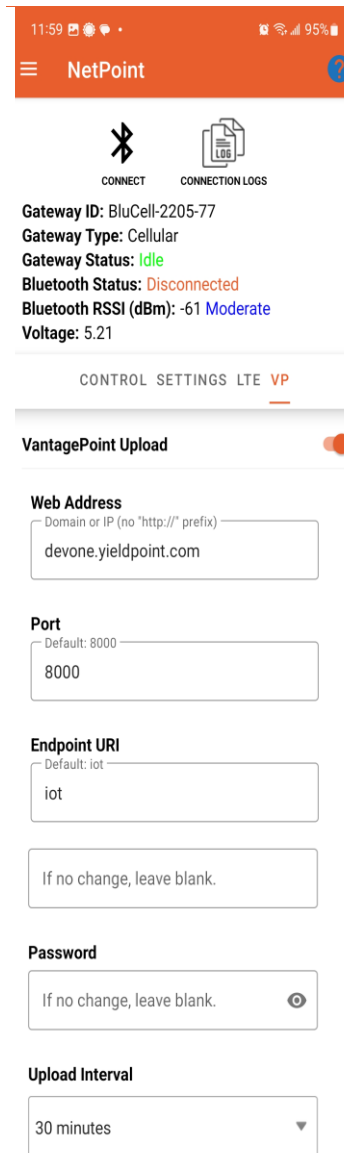 11:59
95%
NetPoint
?
LOG
CONNECT CONNECTION LOGS
Gateway ID: BluCell-2205-77
Gateway Type: Cellular
Gateway Status: Idle
Bluetooth Status: Disconnected
Bluetooth RSSI (dBm): -61 Moderate
Voltage: 5.21
CONTROL SETTINGS LTE VP
VantagePoint Upload
Web Address
Domain or IP (no "http://" prefix)
devone.yieldpoint.com
Port
Default: 8000
8000
Endpoint URI
Default: iot
iot
If no change, leave blank.
Password
If no change, leave blank.
Upload Interval
30 minutes